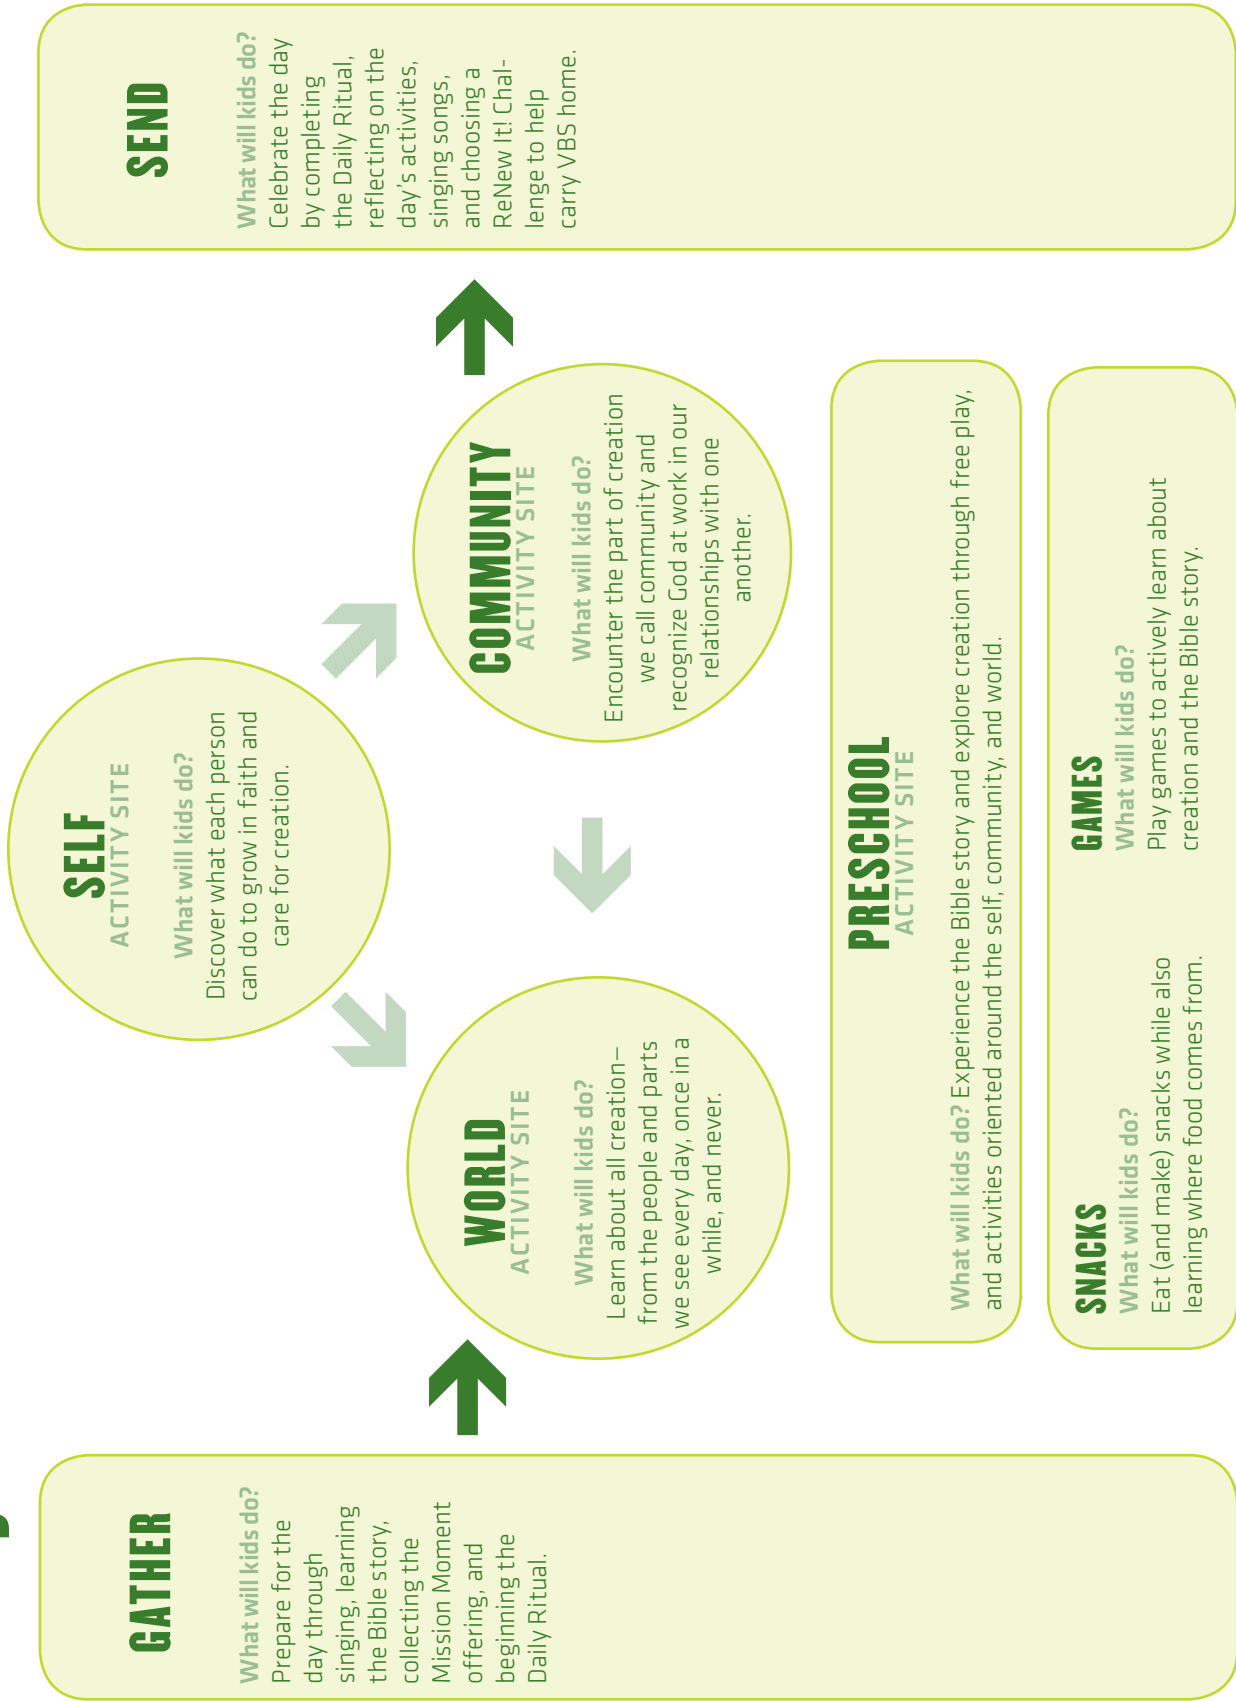 GATHER
What will kids do?
Prepare for the
day through
singing, learning
the Bible story,
collecting the
Mission Moment
offering, and
beginning the
Daily Ritual.
SELF
ACTIVITY SITE
What will kids do?
Discover what each person
can do to grow in faith and
care for creation.
WORLD
ACTIVITY SITE
What will kids do?
Learn about all creation—
from the people and parts
we see every day, once in a
while, and never.
COMMUNITY
ACTIVITY SITE
What will kids do?
Encounter the part of creation
we call community and
recognize God at work in our
relationships with one
another.
PRESCHOOL
ACTIVITY SITE
What will kids do? Experience the Bible story and explore creation through free play,
and activities oriented around the self, community, and world.
SNACKS
What will kids do?
Eat (and make) snacks while also
learning where food comes from.
GAMES
What will kids do?
Play games to actively learn about
creation and the Bible story.
SEND
What will kids do?
Celebrate the day
by completing
the Daily Ritual,
reflecting on the
day's activities,
singing songs,
and choosing a
ReNew It! Chal-
lenge to help
carry VBS home.